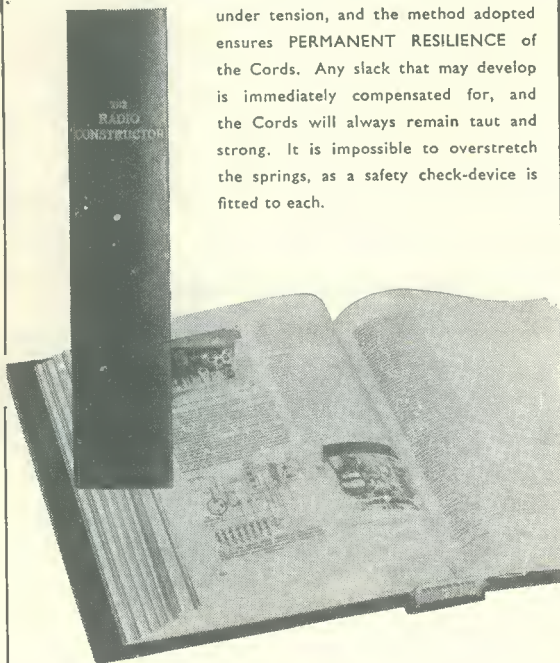 under tension, and the method adopted
ensures PERMANENT RESILIENCE of
the Cords. Any slack that may develop
is immediately compensated for, and
the Cords will always remain taut and
strong. It is impossible to overstretch
the springs, as a safety check-device is
fitted to each.
THE
RADIO
CONSTRUCTOR